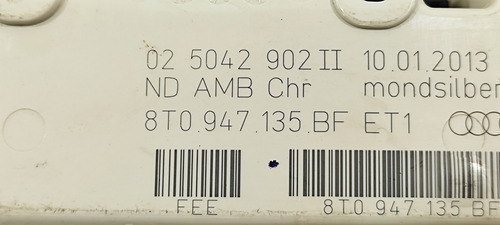 02 5042 902 II 10.01.2013
ND AMB Chr mondsilber
8T0.947.135.BF ET1
FEE 8T0 947 135 BF